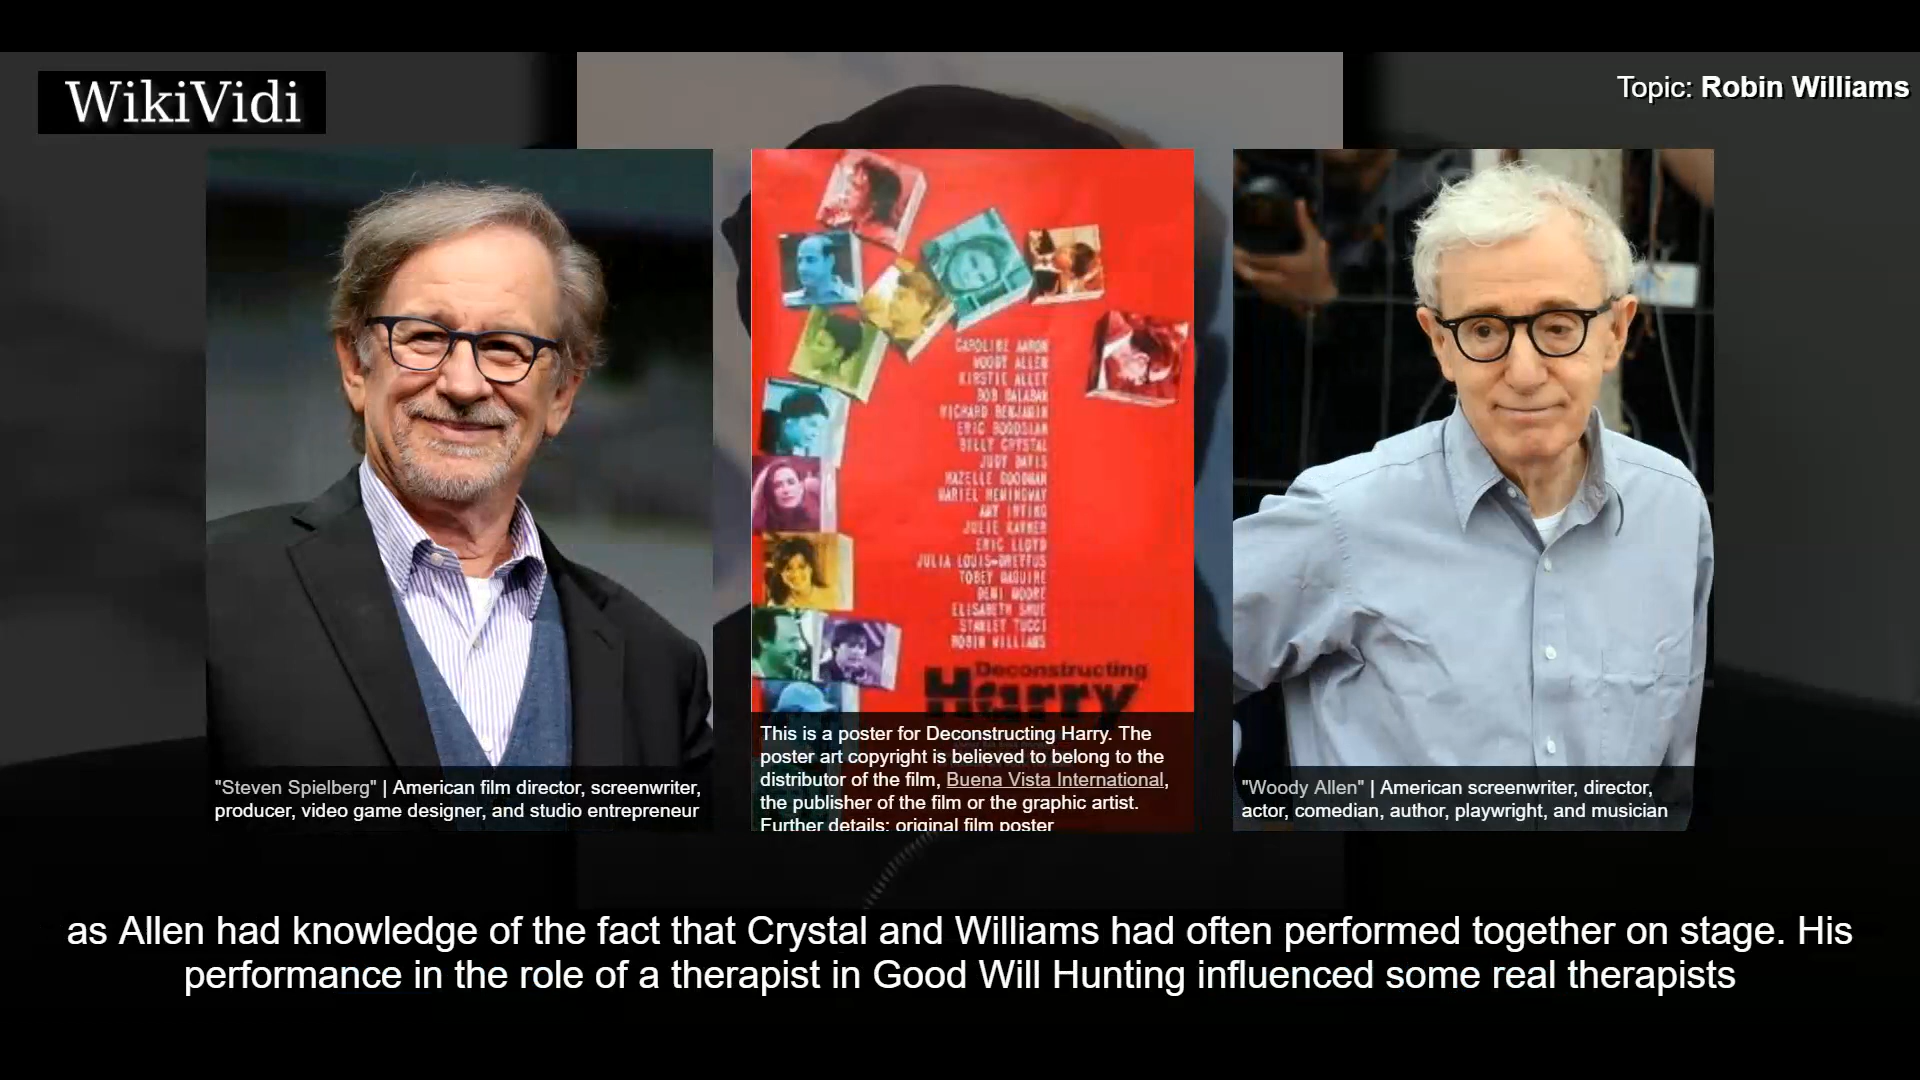 WikiVidi
Topic: Robin Williams
CAROLINE AARON
WOODY ALLEN
KIRSTIE ALLEY
BOB BALABAN
RICHARD BENJAMIN
ERIC BOGOSIAN
BILLY CRYSTAL
JUDY DAVIS
HAZELLE GOODMAN
MARIEL HEMINGWAY
AMY IRVING
JULIE KAVNER
ERIC LLOYD
JULIA LOUIS-DREYFUS
TOBEY MAGUIRE
DEMI MOORE
ELISABETH SHUE
STANLEY TUCCI
ROBIN WILLIAMS
Deconstructing
Harry
"Steven Spielberg" | American film director, screenwriter,
producer, video game designer, and studio entrepreneur
This is a poster for Deconstructing Harry. The
poster art copyright is believed to belong to the
distributor of the film, Buena Vista International,
the publisher of the film or the graphic artist.
Further details: original film poster
"Woody Allen" | American screenwriter, director,
actor, comedian, author, playwright, and musician
as Allen had knowledge of the fact that Crystal and Williams had often performed together on stage. His
performance in the role of a therapist in Good Will Hunting influenced some real therapists